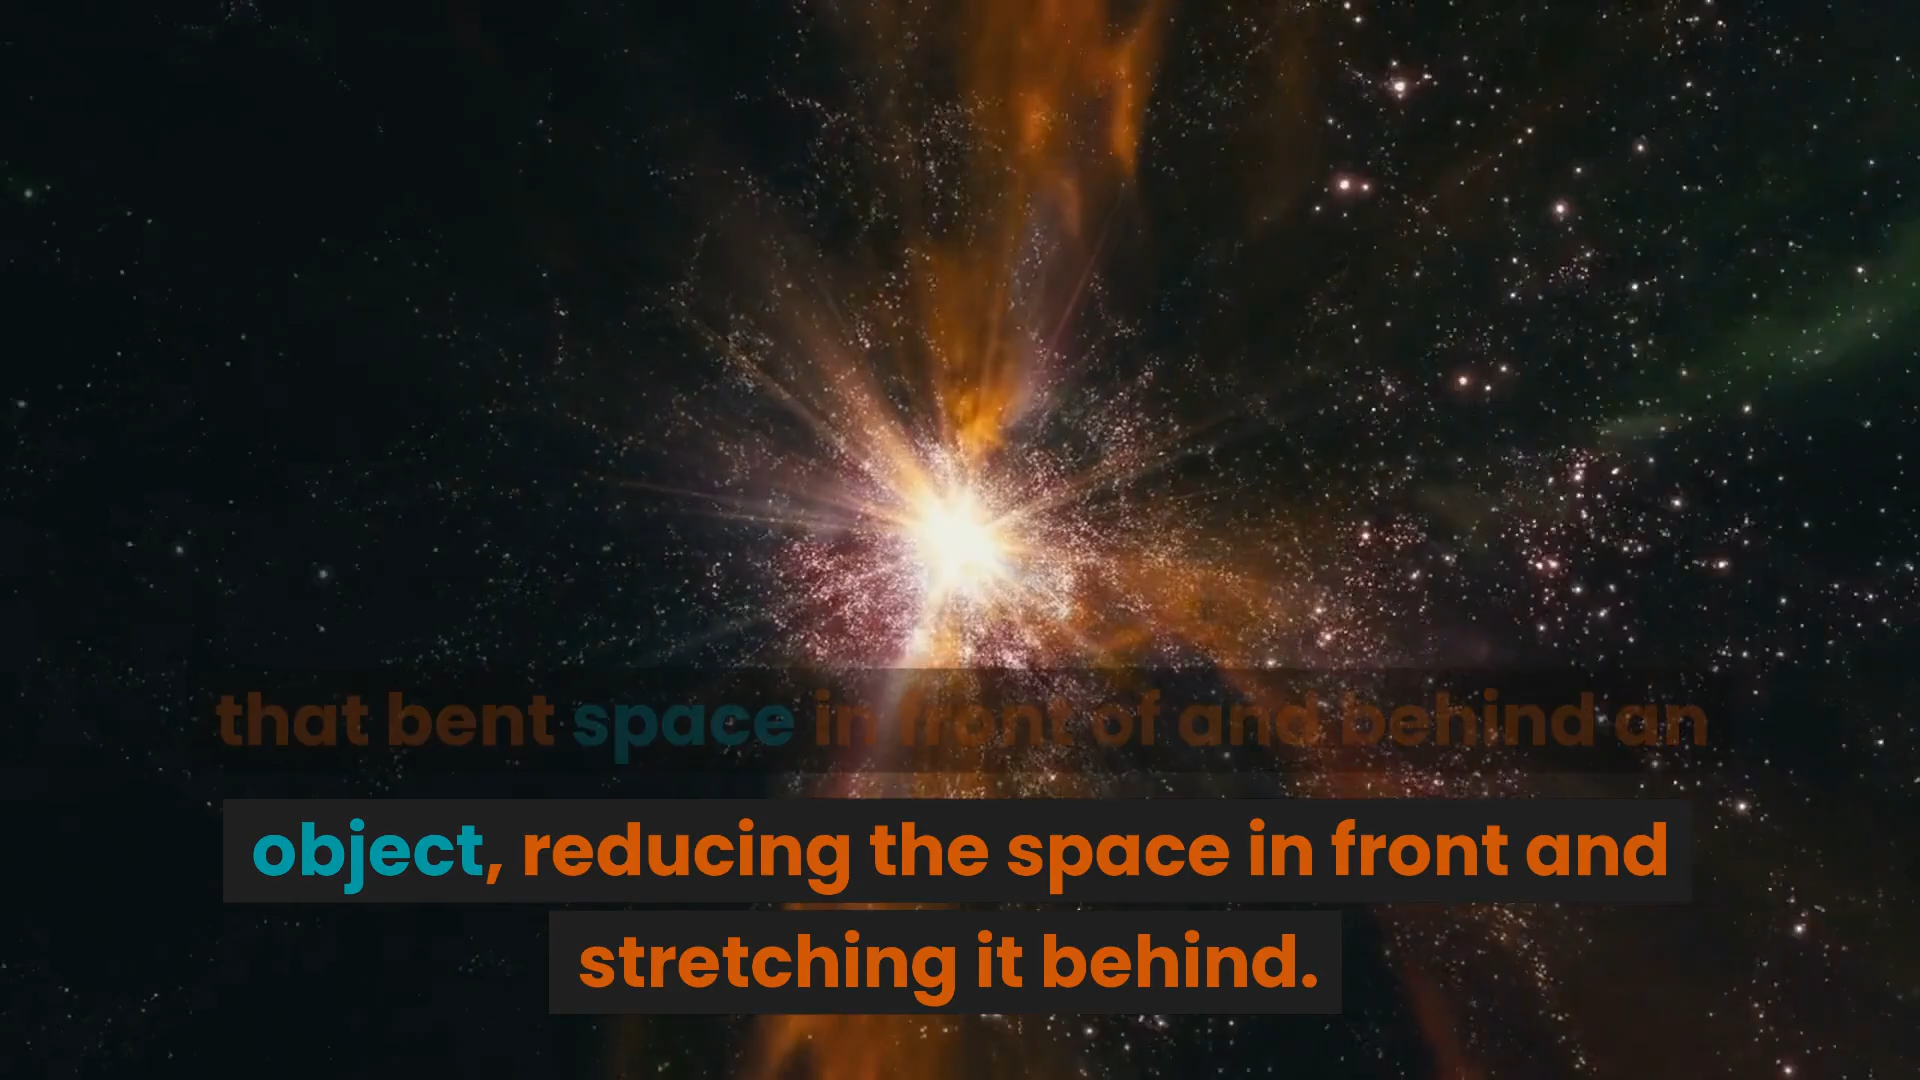 that bent space in front of and behind an
object, reducing the space in front and
stretching it behind.